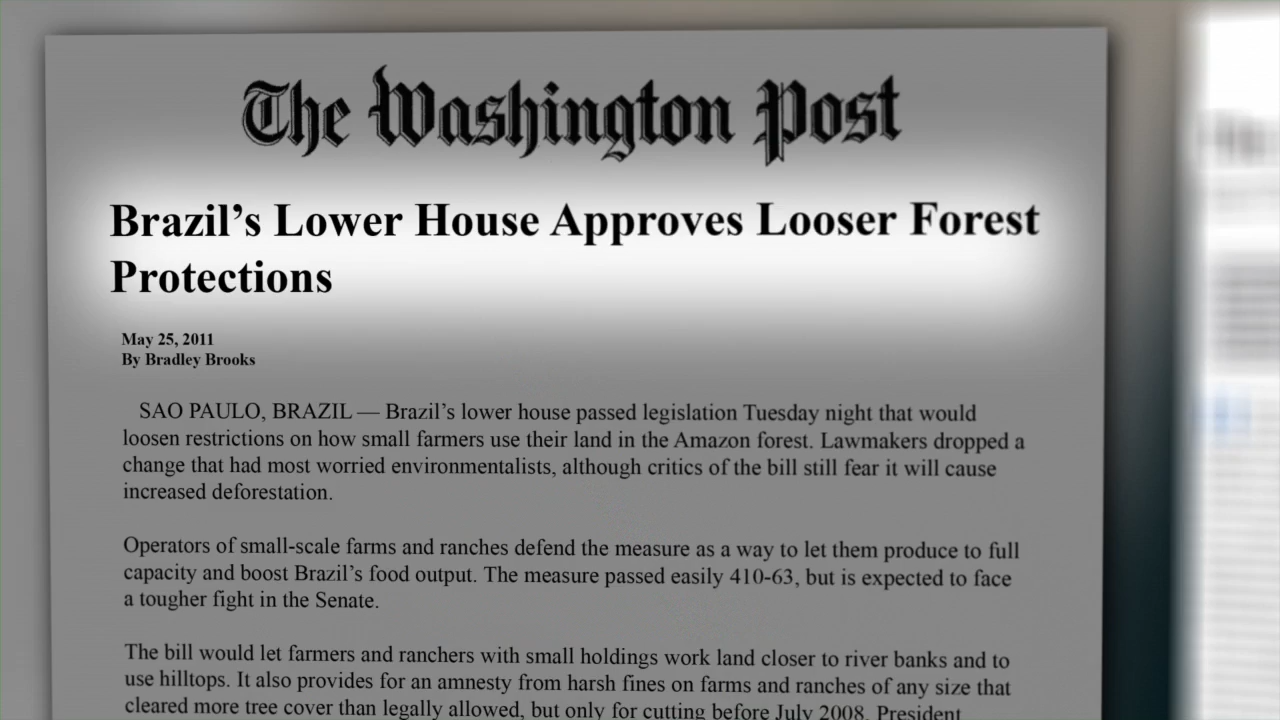 The Washington Post
Brazil’s Lower House Approves Looser Forest
Protections
May 25, 2011
By Bradley Brooks
SAO PAULO, BRAZIL — Brazil’s lower house passed legislation Tuesday night that would
loosen restrictions on how small farmers use their land in the Amazon forest. Lawmakers dropped a
change that had most worried environmentalists, although critics of the bill still fear it will cause
increased deforestation.
Operators of small-scale farms and ranches defend the measure as a way to let them produce to full
capacity and boost Brazil’s food output. The measure passed easily 410-63, but is expected to face
a tougher fight in the Senate.
The bill would let farmers and ranchers with small holdings work land closer to river banks and to
use hilltops. It also provides for an amnesty from harsh fines on farms and ranches of any size that
cleared more tree cover than legally allowed, but only for cutting before July 2008. President